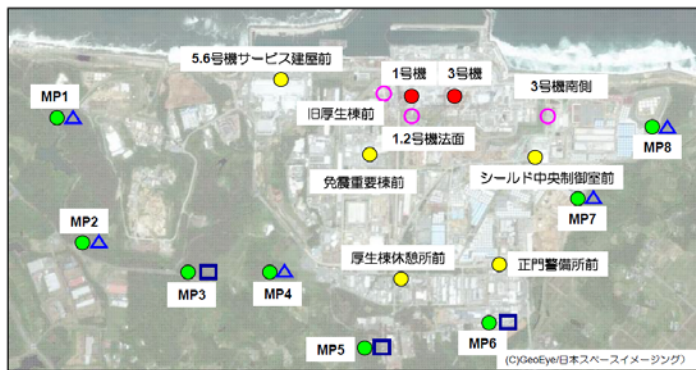 5.6号機サービス建屋前
1号機
3号機
3号機南側
MP1
旧厚生棟前
1.2号機法面
MP8
免震重要棟前
シールド中央制御室前
MP7
MP2
厚生棟休憩所前
正門警備所前
MP3
MP4
MP5
MP6
(C)GeoEye/日本スペースイメージング)